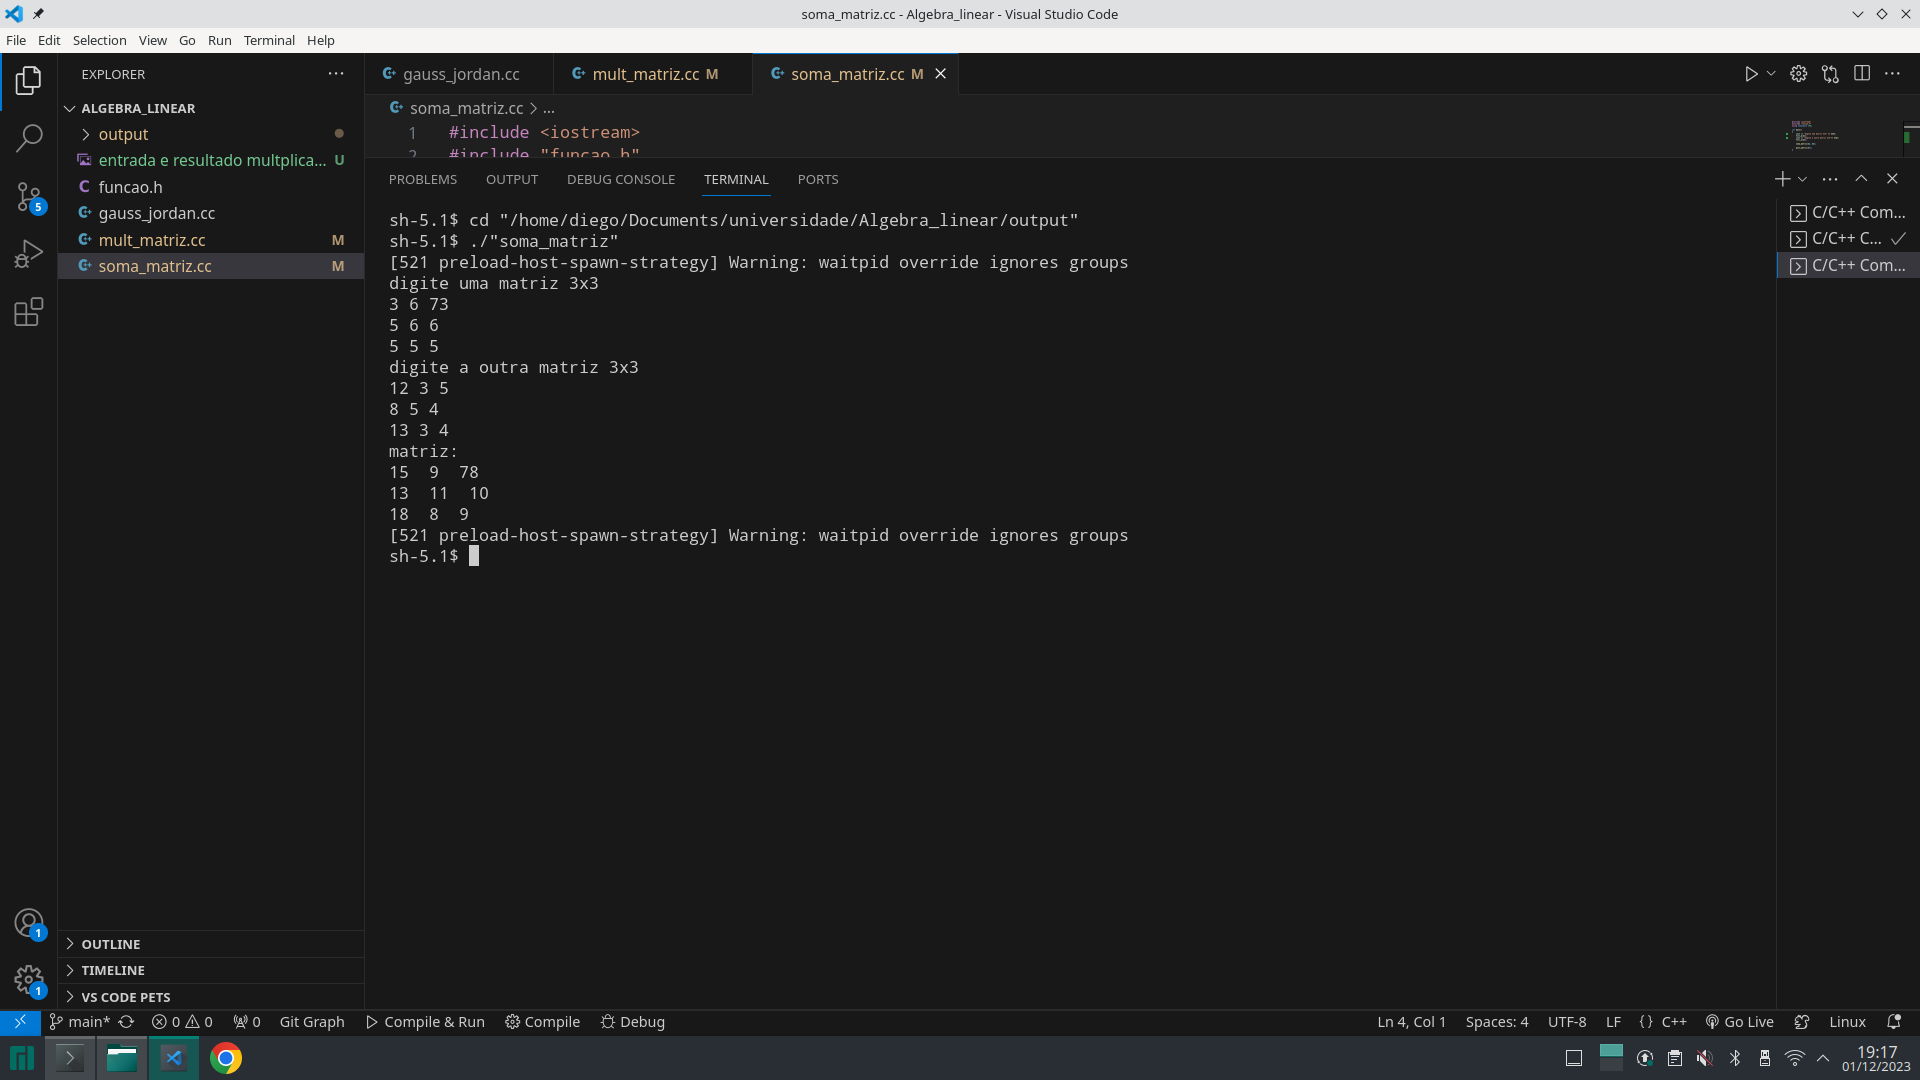 soma_matriz.cc - Algebra_linear - Visual Studio Code
File Edit Selection View Go Run Terminal Help
EXPLORER
ALGEBRA_LINEAR
output
entrada e resultado multplica... U
funcao.h
gauss_jordan.cc
mult_matriz.cc M
soma_matriz.cc M
OUTLINE
TIMELINE
VS CODE PETS
gauss_jordan.cc mult_matriz.cc M soma_matriz.cc M
soma_matriz.cc > ...
1 #include <iostream>
2 #include "funcao.h"
PROBLEMS OUTPUT DEBUG CONSOLE TERMINAL PORTS
sh-5.1$ cd "/home/diego/Documents/universidade/Algebra_linear/output"
sh-5.1$ ./"soma_matriz"
[521 preload-host-spawn-strategy] Warning: waitpid override ignores groups
digite uma matriz 3x3
3 6 73
5 6 6
5 5 5
digite a outra matriz 3x3
12 3 5
8 5 4
13 3 4
matriz:
15  9  78
13  11  10
18  8  9
[521 preload-host-spawn-strategy] Warning: waitpid override ignores groups
sh-5.1$
C/C++ Com...
C/C++ C...
C/C++ Com...
5
1
1
main* 0 0 0 Git Graph Compile & Run Compile Debug
Ln 4, Col 1 Spaces: 4 UTF-8 LF {} C++ Go Live Linux
19:17
01/12/2023